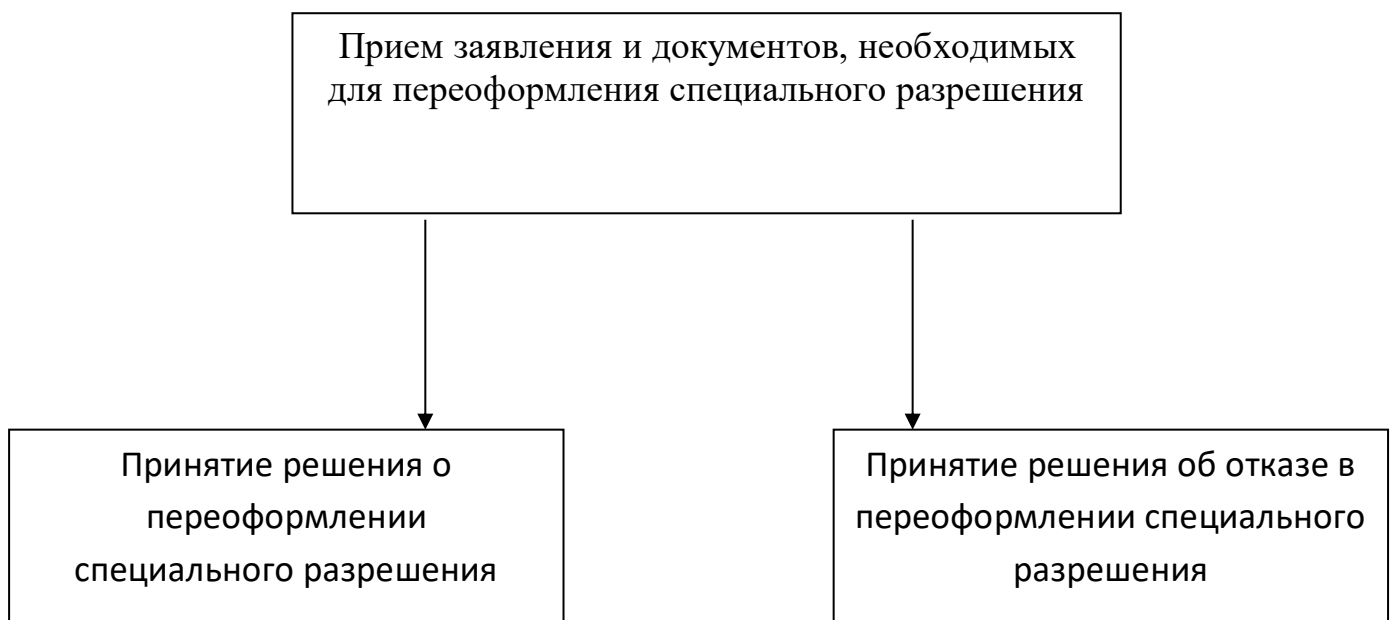 Прием заявления и документов, необходимых
для переоформления специального разрешения
Принятие решения о
переоформлении
специального разрешения
Принятие решения об отказе в
переоформлении специального
разрешения